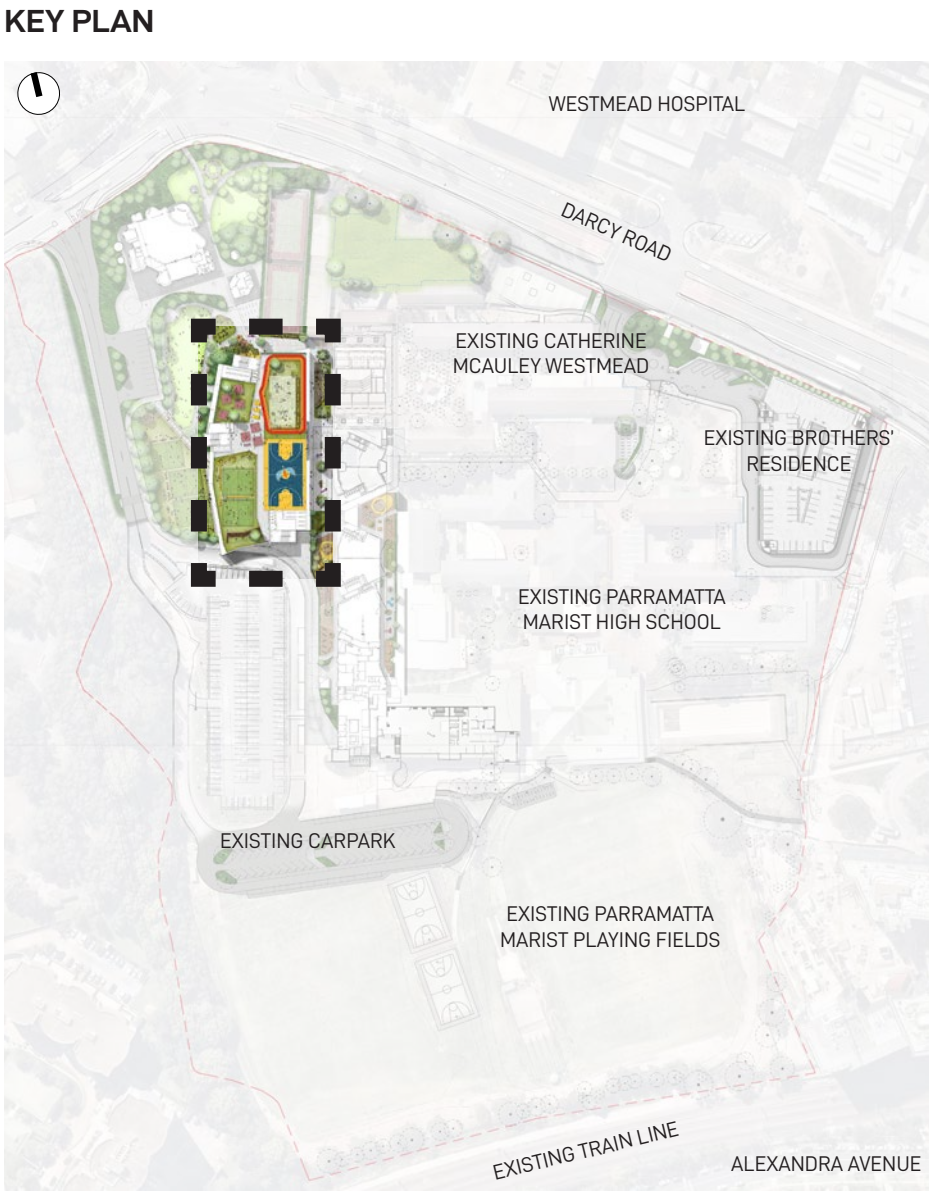 KEY PLAN
WESTMEAD HOSPITAL
DARCY ROAD
EXISTING CATHERINE
MCAULEY WESTMEAD
EXISTING BROTHERS'
RESIDENCE
EXISTING PARRAMATTA
MARIST HIGH SCHOOL
EXISTING CARPARK
EXISTING PARRAMATTA
MARIST PLAYING FIELDS
EXISTING TRAIN LINE
ALEXANDRA AVENUE